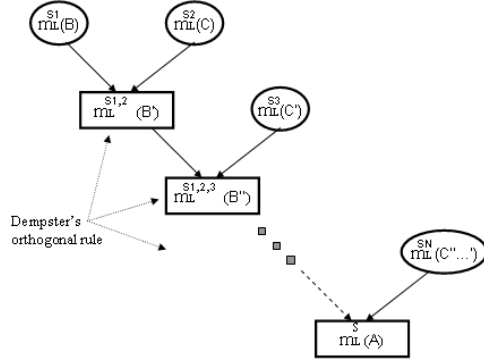 S1
mL(B)
S2
mL(C)
S1,2
mL (B')
S3
mL(C')
S1,2,3
mL (B'')
Dempster's
orthogonal rule
SN
mL(C''...')
S
mL(A)